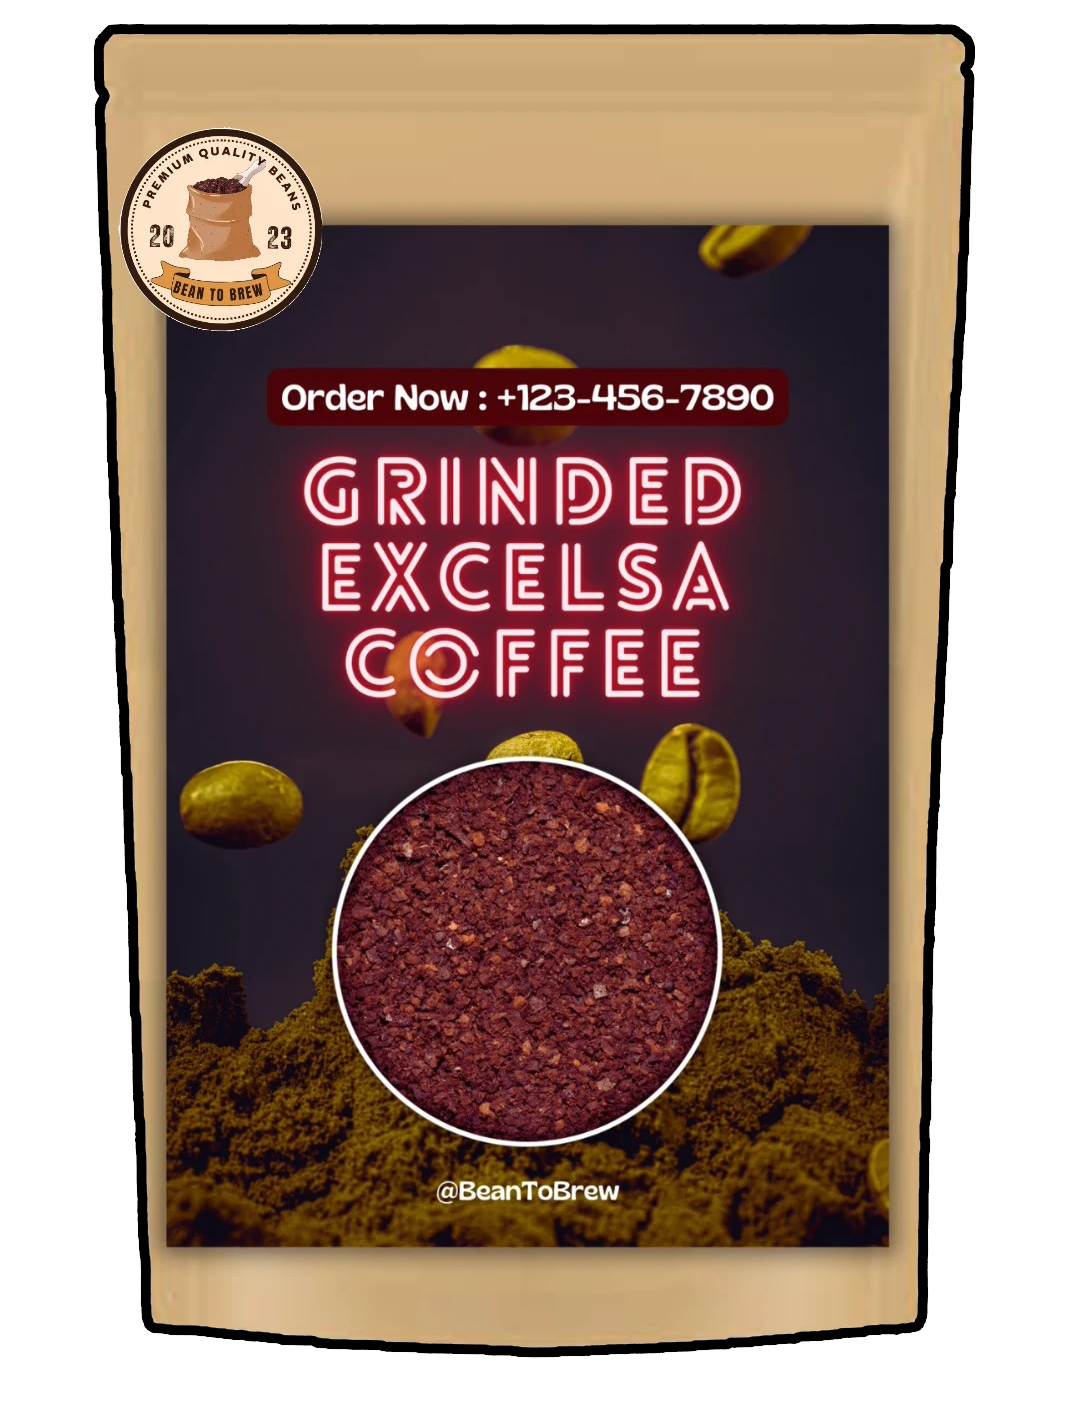 PREMIUM QUALITY BEANS
20 23
BEAN TO BREW
Order Now : +123-456-7890
GRINDED
EXCELSA
COFFEE
@BeanToBrew